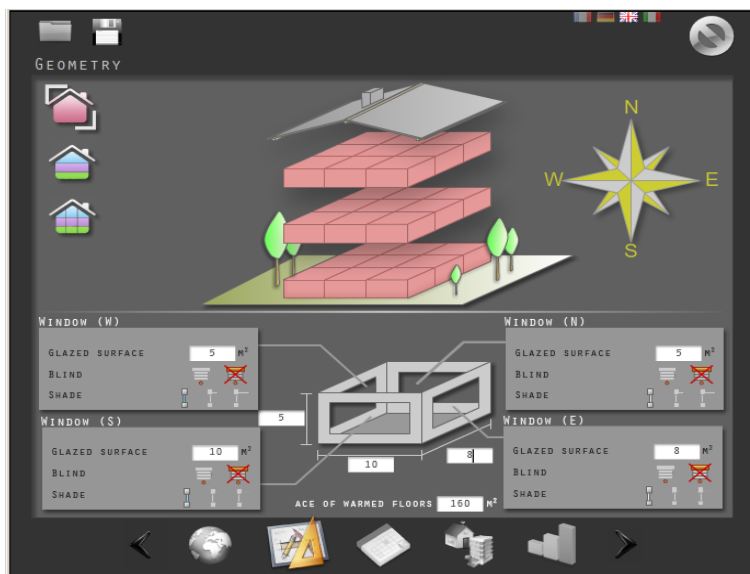 GEOMETRY
N
W E
S
WINDOW (W)
GLAZED SURFACE 5 M²
BLIND
SHADE
WINDOW (N)
GLAZED SURFACE 5 M²
BLIND
SHADE
5
WINDOW (S)
GLAZED SURFACE 10 M²
BLIND
SHADE
10
8
WINDOW (E)
GLAZED SURFACE 8 M²
BLIND
SHADE
ACE OF WARMED FLOORS 160 M²